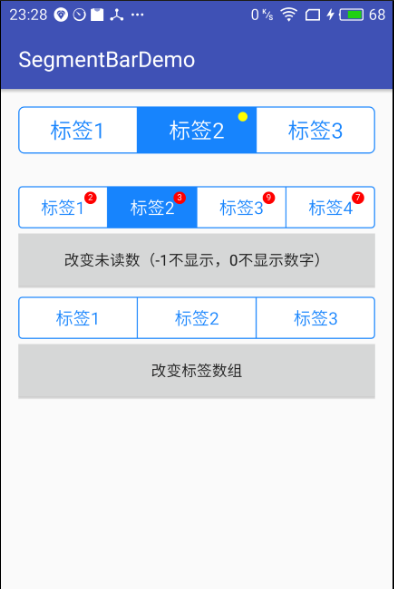 23:28 ... 0 K/s 68
SegmentBarDemo
标签1 标签2 标签3
标签1 2 标签2 3 标签3 9 标签4 7
改变未读数（-1不显示，0不显示数字）
标签1 标签2 标签3
改变标签数组